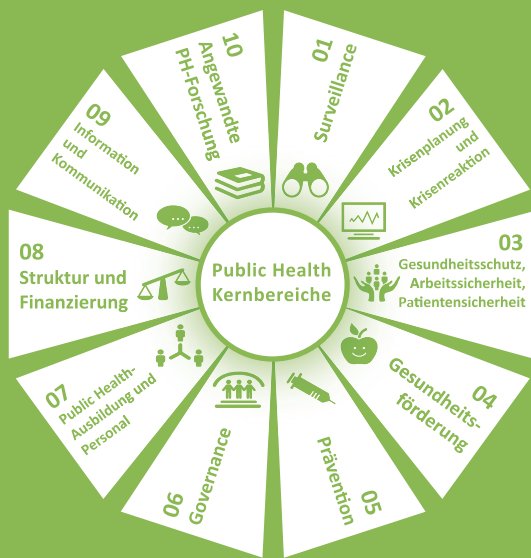 Public Health
Kernbereiche
01
Surveillance
02
Krisenplanung
und
Krisenreaktion
03
Gesundheitsschutz,
Arbeitssicherheit,
Patientensicherheit
04
Gesundheits-
förderung
05
Prävention
06
Governance
07
Public Health-
Ausbildung und
Personal
08
Struktur und
Finanzierung
09
Information
und
Kommunikation
10
Angewandte
PH-Forschung